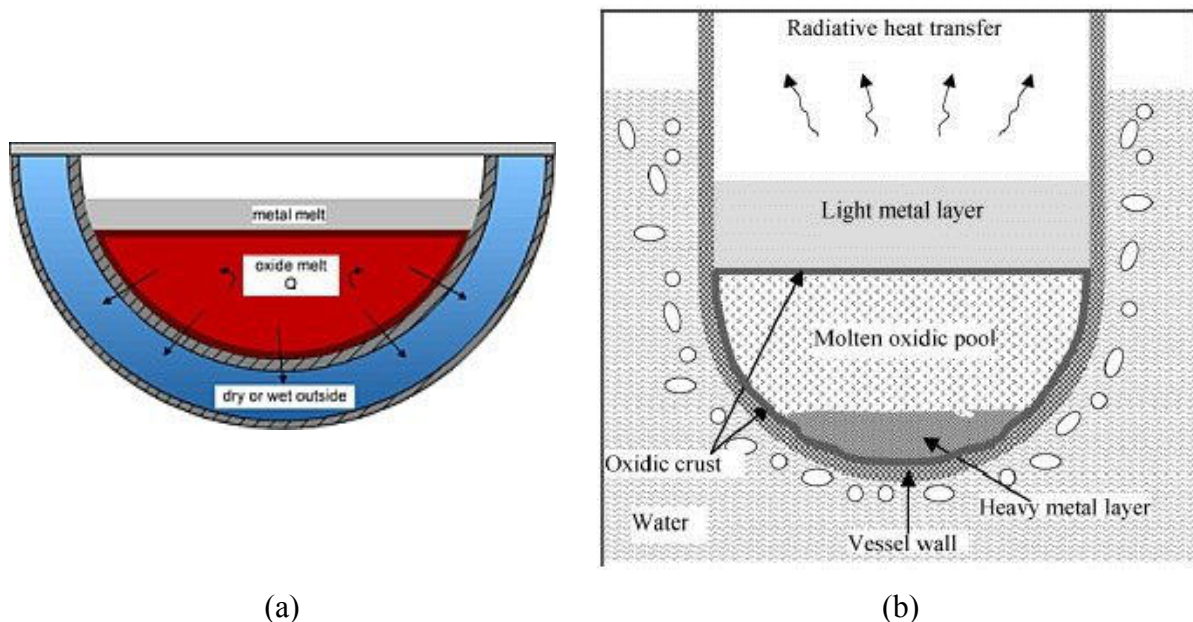 metal melt
oxide melt
Q
dry or wet outside
(a)
Radiative heat transfer
Light metal layer
Molten oxidic pool
Oxidic crust
Heavy metal layer
Water
Vessel wall
(b)